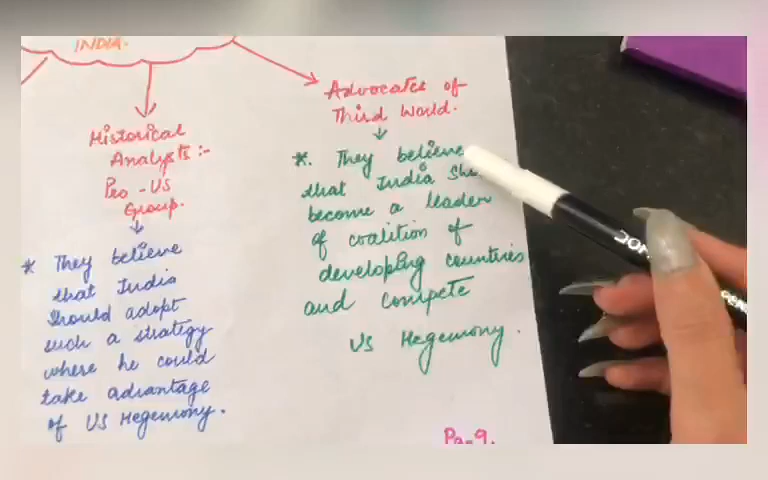 INDIA.
Historical
Analysts:-
Pro-US
Group.
* They believe
that India
should adopt
such a strategy
where he could
take advantage
of US Hegemony.
Advocates of
Third World.
*. They believe
that India
become a leader
of coalition of
developing countries
and compete
US Hegemony.
Pg-9.